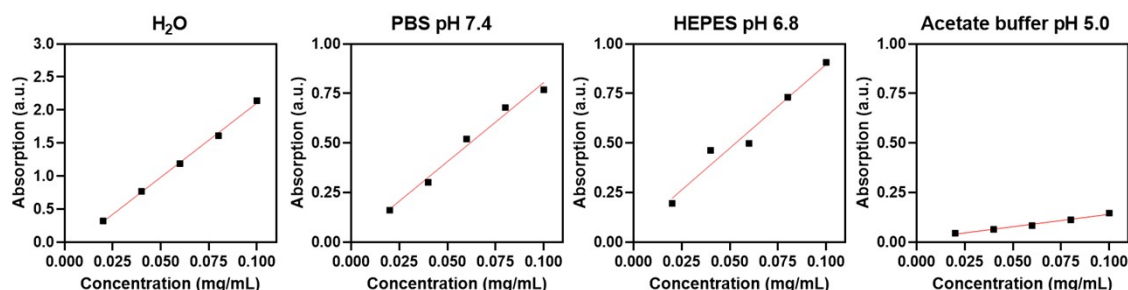 H₂O
Absorption (a.u.)
3.0
2.5
2.0
1.5
1.0
0.5
0.0
0.000 0.025 0.050 0.075 0.100
Concentration (mg/mL)
PBS pH 7.4
Absorption (a.u.)
1.00
0.75
0.50
0.25
0.00
0.000 0.025 0.050 0.075 0.100
Concentration (mg/mL)
HEPES pH 6.8
Absorption (a.u.)
1.00
0.75
0.50
0.25
0.00
0.000 0.025 0.050 0.075 0.100
Concentration (mg/mL)
Acetate buffer pH 5.0
Absorption (a.u.)
1.00
0.75
0.50
0.25
0.00
0.000 0.025 0.050 0.075 0.100
Concentration (mg/mL)